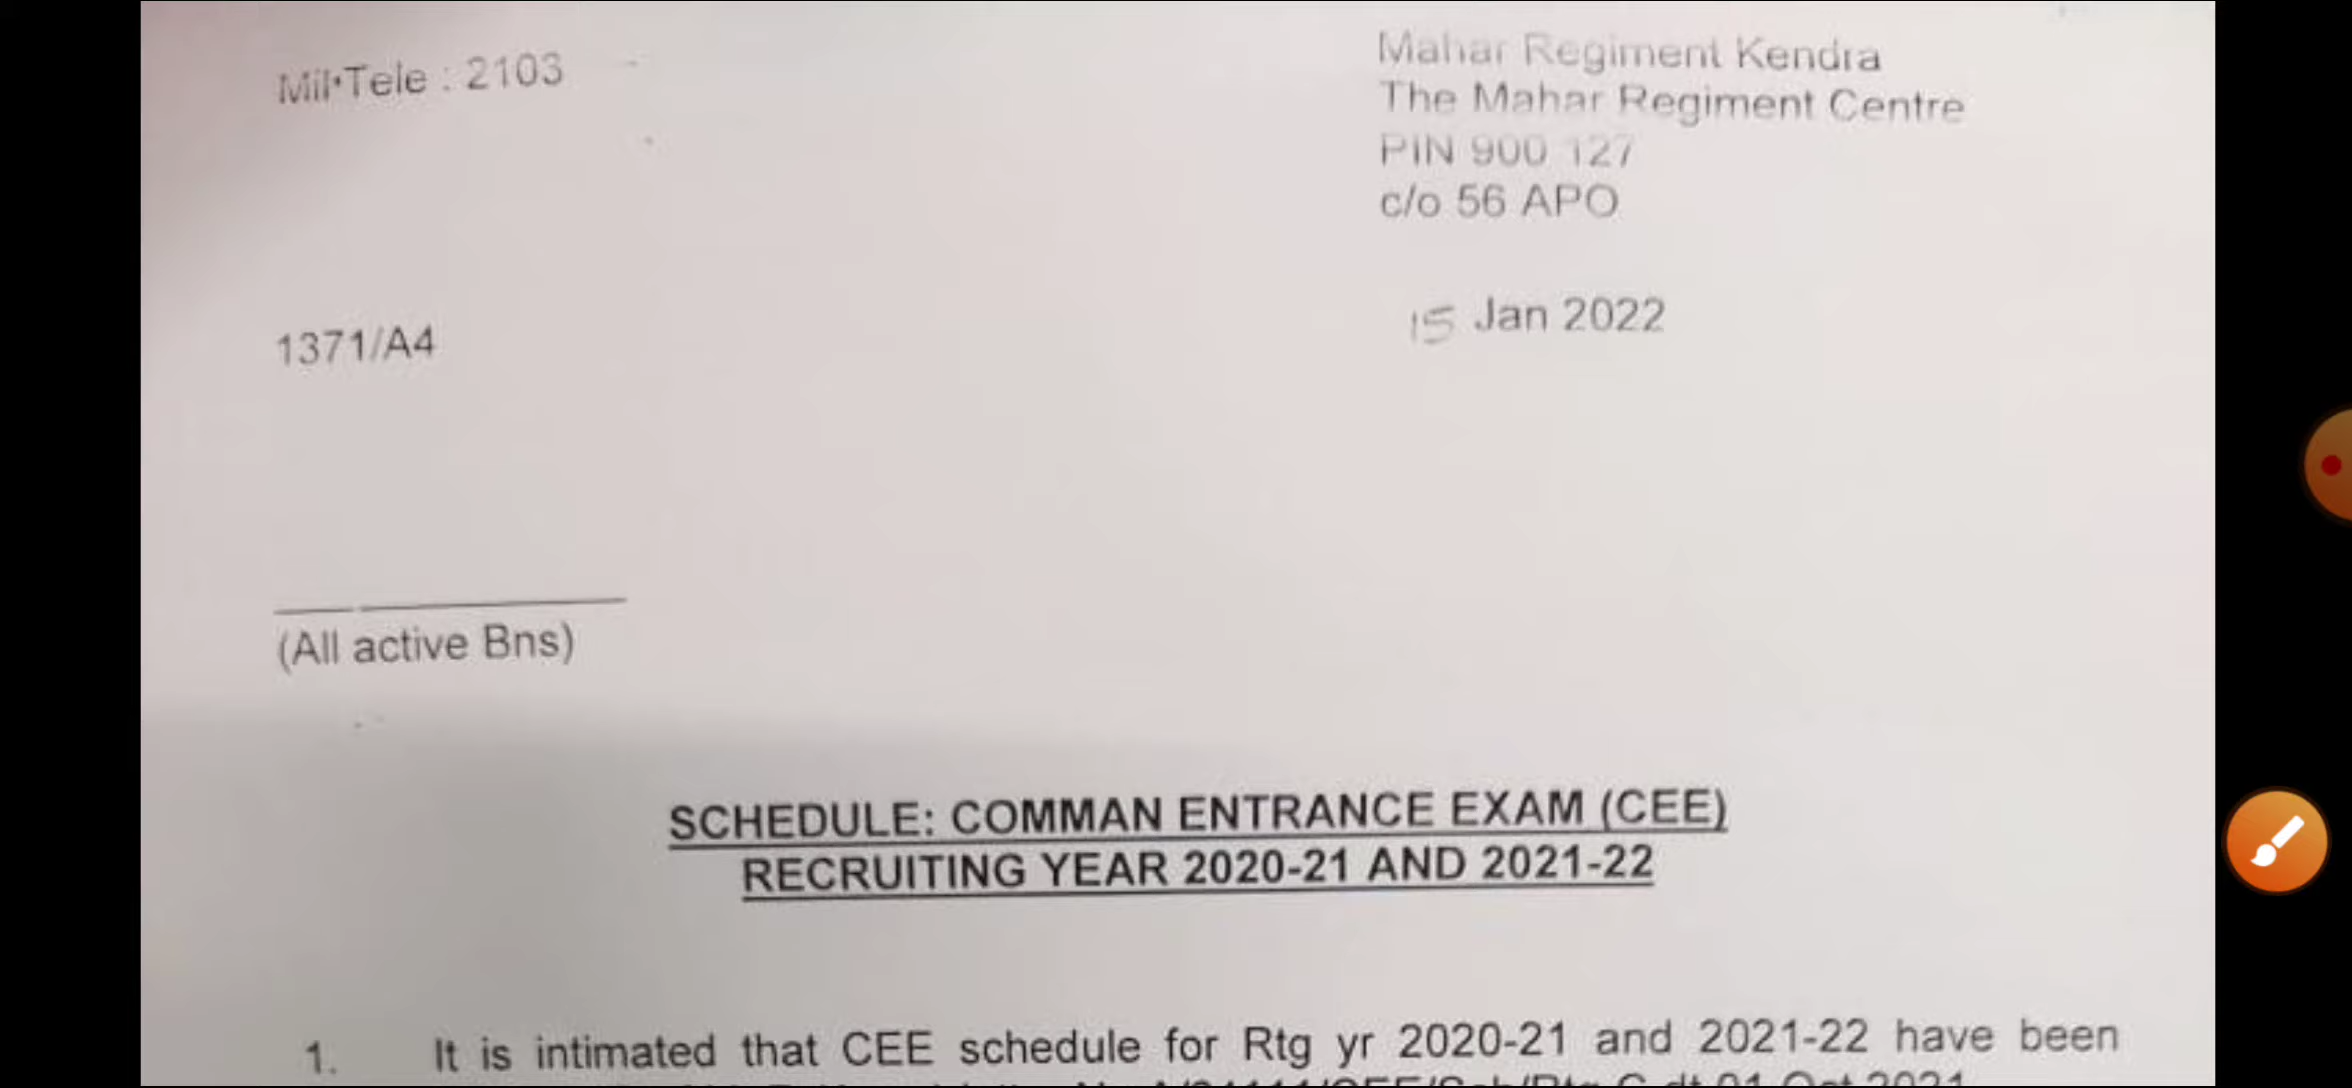 Mil Tele : 2103
Mahar Regiment Kendra
The Mahar Regiment Centre
PIN 900 127
c/o 56 APO
1371/A4
15 Jan 2022
(All active Bns)
SCHEDULE: COMMAN ENTRANCE EXAM (CEE)
RECRUITING YEAR 2020-21 AND 2021-22
1. It is intimated that CEE schedule for Rtg yr 2020-21 and 2021-22 have been